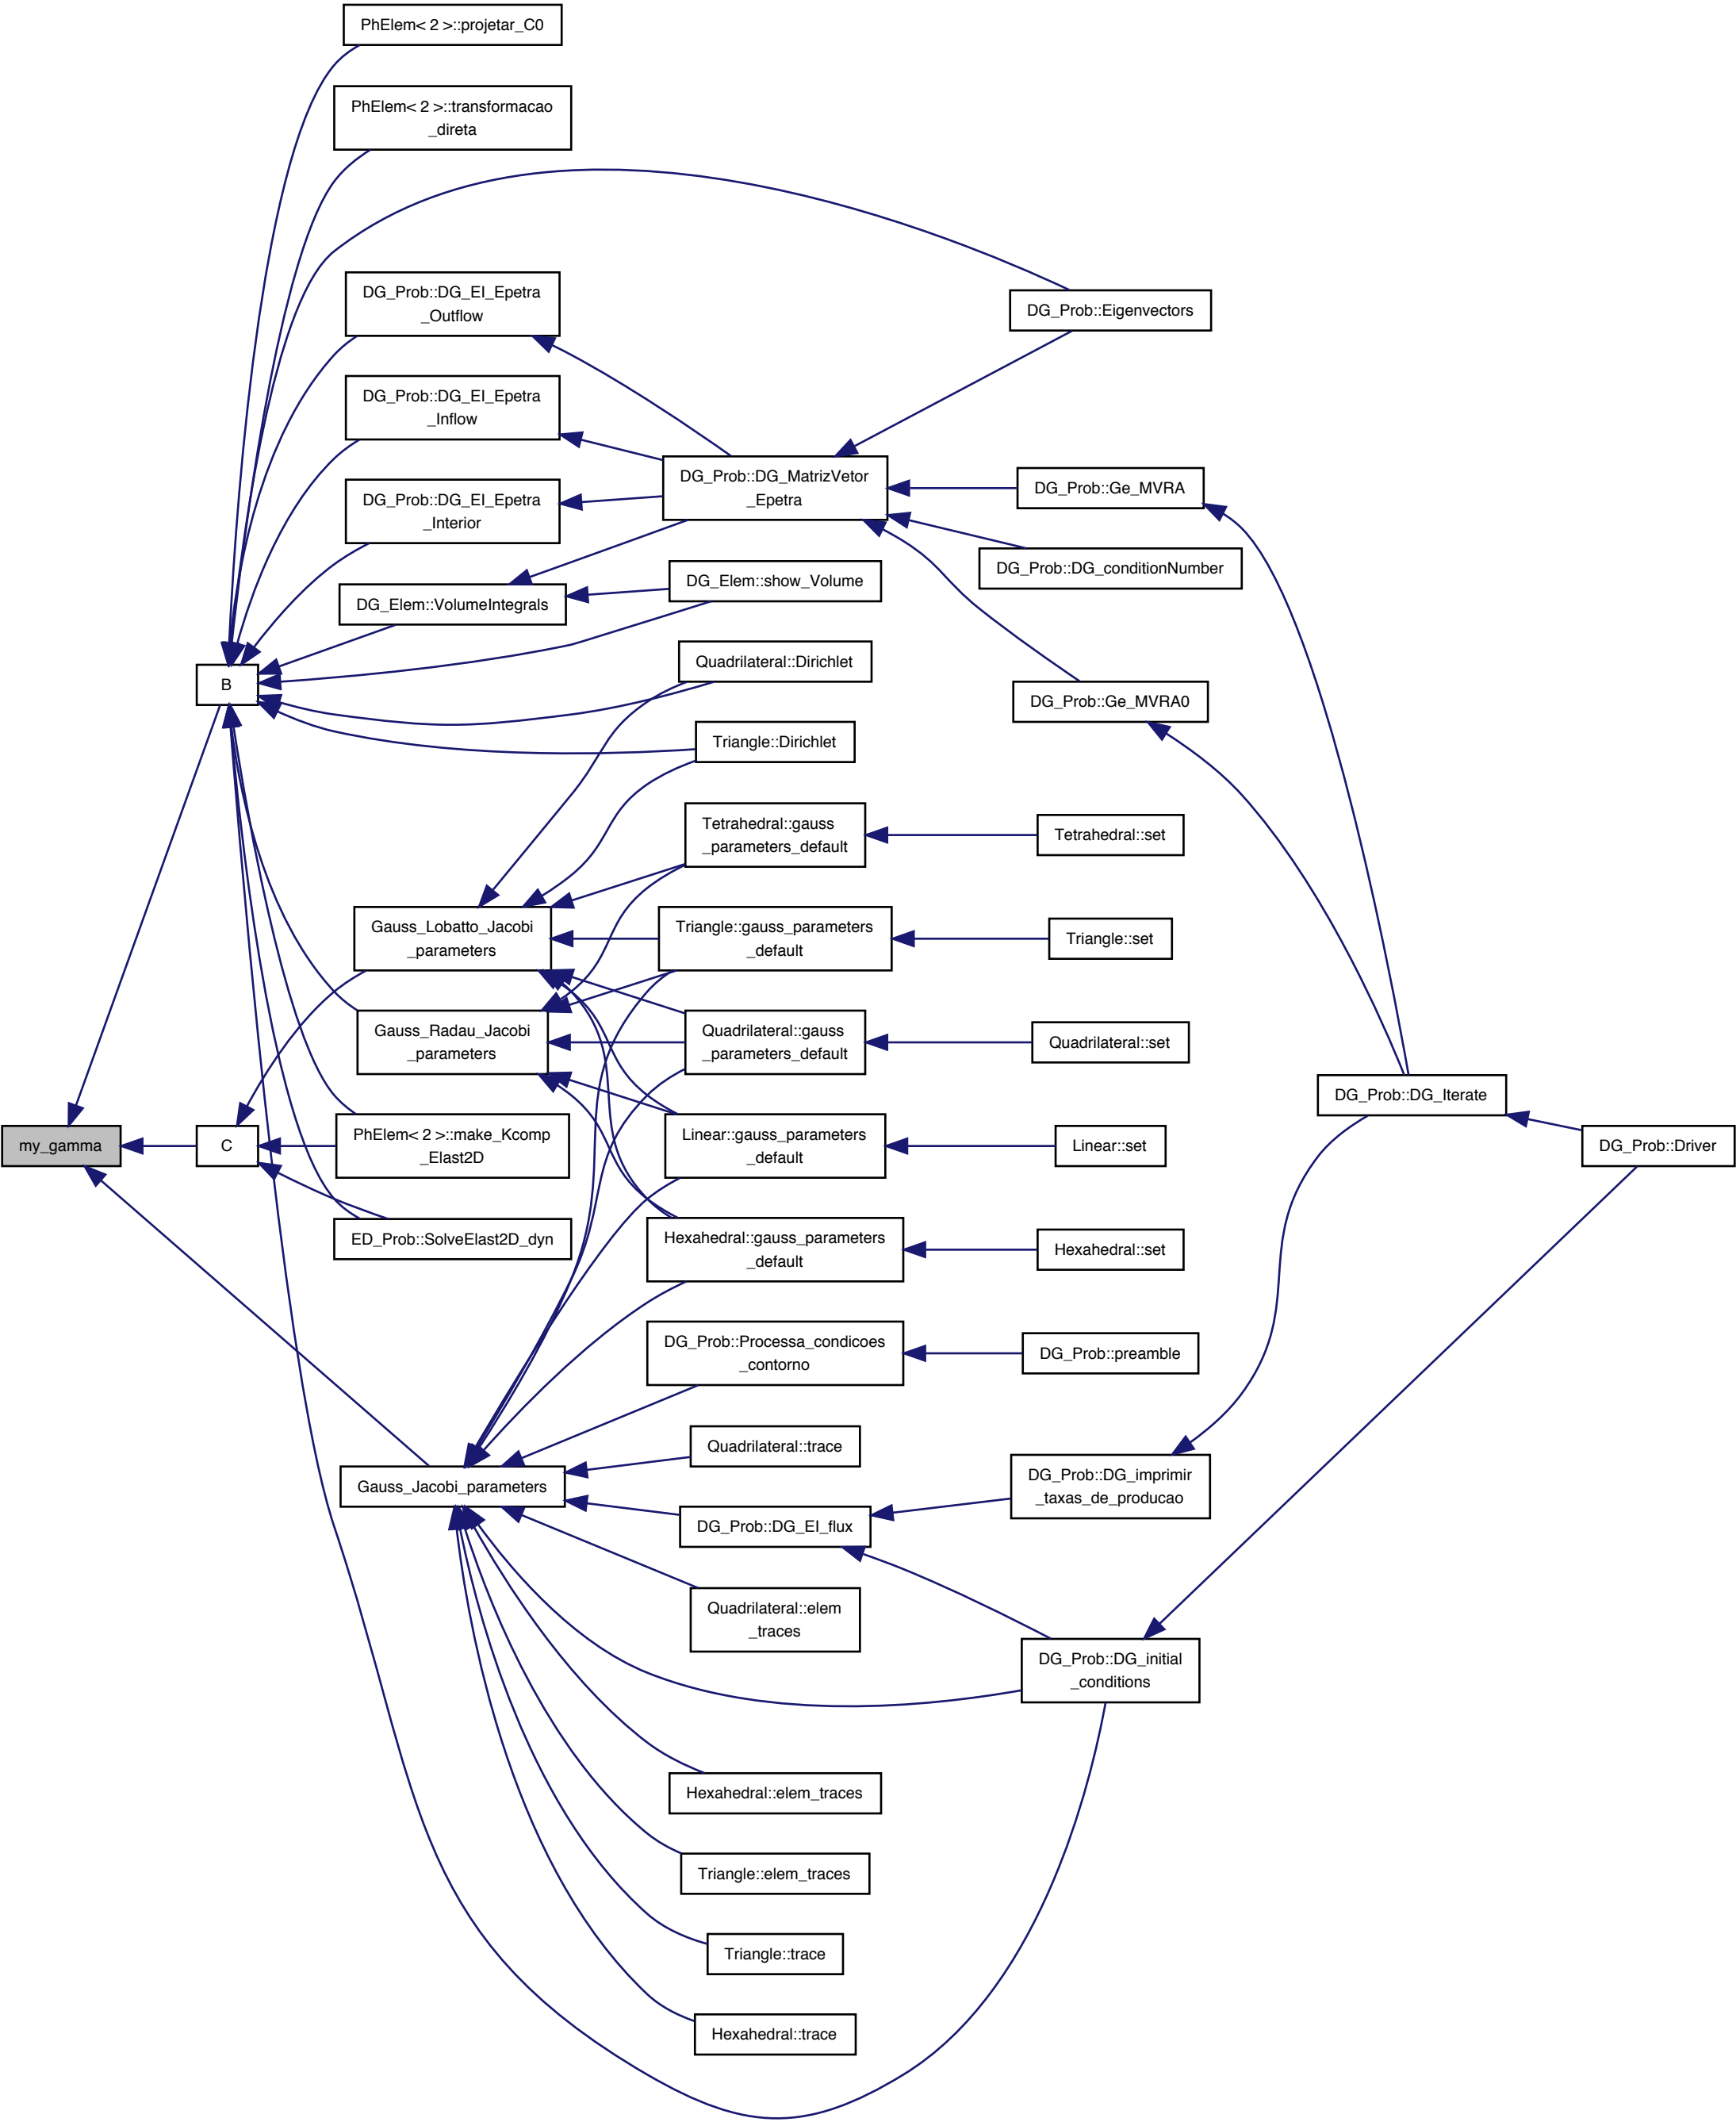 PhElem< 2 >::projetar_C0
PhElem< 2 >::transformacao
_direta
DG_Prob::DG_EI_Epetra
_Outflow
DG_Prob::Eigenvectors
DG_Prob::DG_EI_Epetra
_Inflow
DG_Prob::DG_MatrizVetor
_Epetra
DG_Prob::Ge_MVRA
DG_Prob::DG_EI_Epetra
_Interior
DG_Prob::DG_conditionNumber
DG_Elem::show_Volume
DG_Elem::VolumeIntegrals
Quadrilateral::Dirichlet
B
DG_Prob::Ge_MVRA0
Triangle::Dirichlet
Tetrahedral::gauss
_parameters_default
Tetrahedral::set
Gauss_Lobatto_Jacobi
_parameters
Triangle::gauss_parameters
_default
Triangle::set
Gauss_Radau_Jacobi
_parameters
Quadrilateral::gauss
_parameters_default
Quadrilateral::set
DG_Prob::DG_Iterate
my_gamma
C
PhElem< 2 >::make_Kcomp
_Elast2D
Linear::gauss_parameters
_default
Linear::set
DG_Prob::Driver
ED_Prob::SolveElast2D_dyn
Hexahedral::gauss_parameters
_default
Hexahedral::set
DG_Prob::Processa_condicoes
_contorno
DG_Prob::preamble
Quadrilateral::trace
Gauss_Jacobi_parameters
DG_Prob::DG_imprimir
_taxas_de_producao
DG_Prob::DG_EI_flux
Quadrilateral::elem
_traces
DG_Prob::DG_initial
_conditions
Hexahedral::elem_traces
Triangle::elem_traces
Triangle::trace
Hexahedral::trace